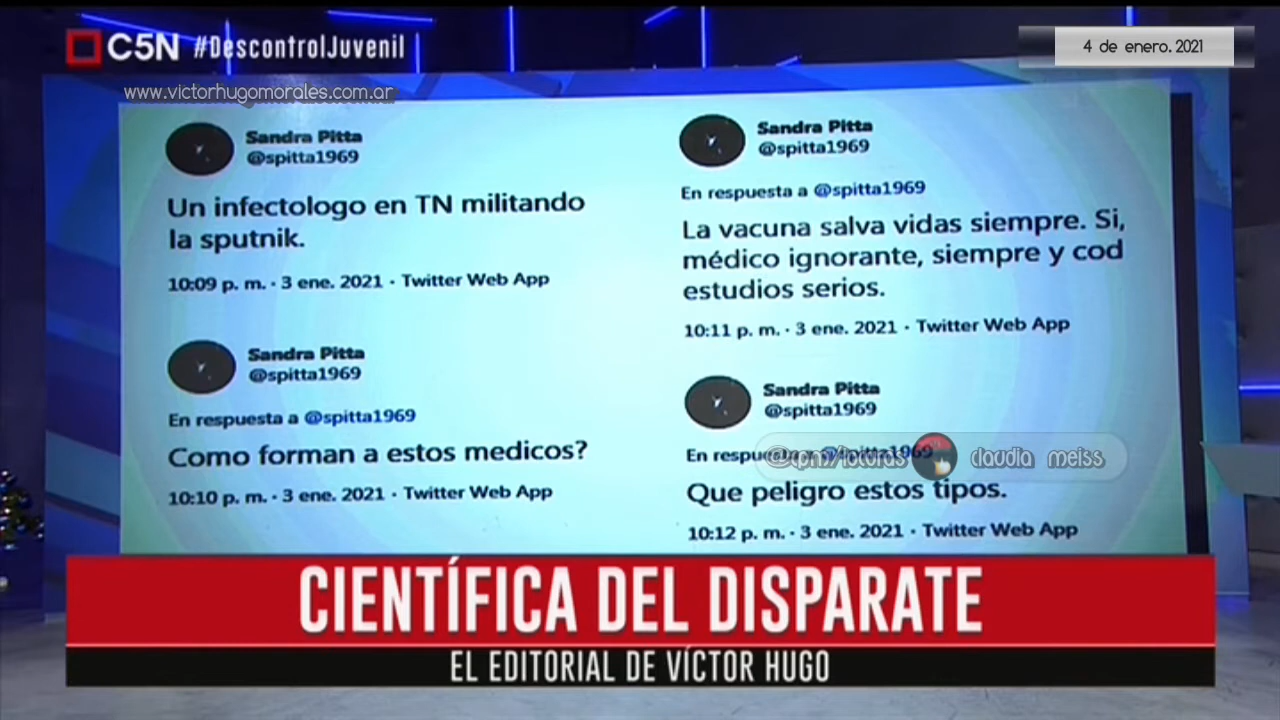 C5N #DescontrolJuvenil
4 de enero. 2021
www.victorhugomorales.com.ar
Sandra Pitta
@spitta1969
Un infectologo en TN militando
la sputnik.
10:09 p. m. · 3 ene. 2021 · Twitter Web App
Sandra Pitta
@spitta1969
En respuesta a @spitta1969
Como forman a estos medicos?
10:10 p. m. · 3 ene. 2021 · Twitter Web App
Sandra Pitta
@spitta1969
En respuesta a @spitta1969
La vacuna salva vidas siempre. Si,
médico ignorante, siempre y cod
estudios serios.
10:11 p. m. · 3 ene. 2021 · Twitter Web App
Sandra Pitta
@spitta1969
En respuesta a @spitta1969
claudia meiss
Que peligro estos tipos.
10:12 p. m. · 3 ene. 2021 · Twitter Web App
CIENTÍFICA DEL DISPARATE
EL EDITORIAL DE VÍCTOR HUGO